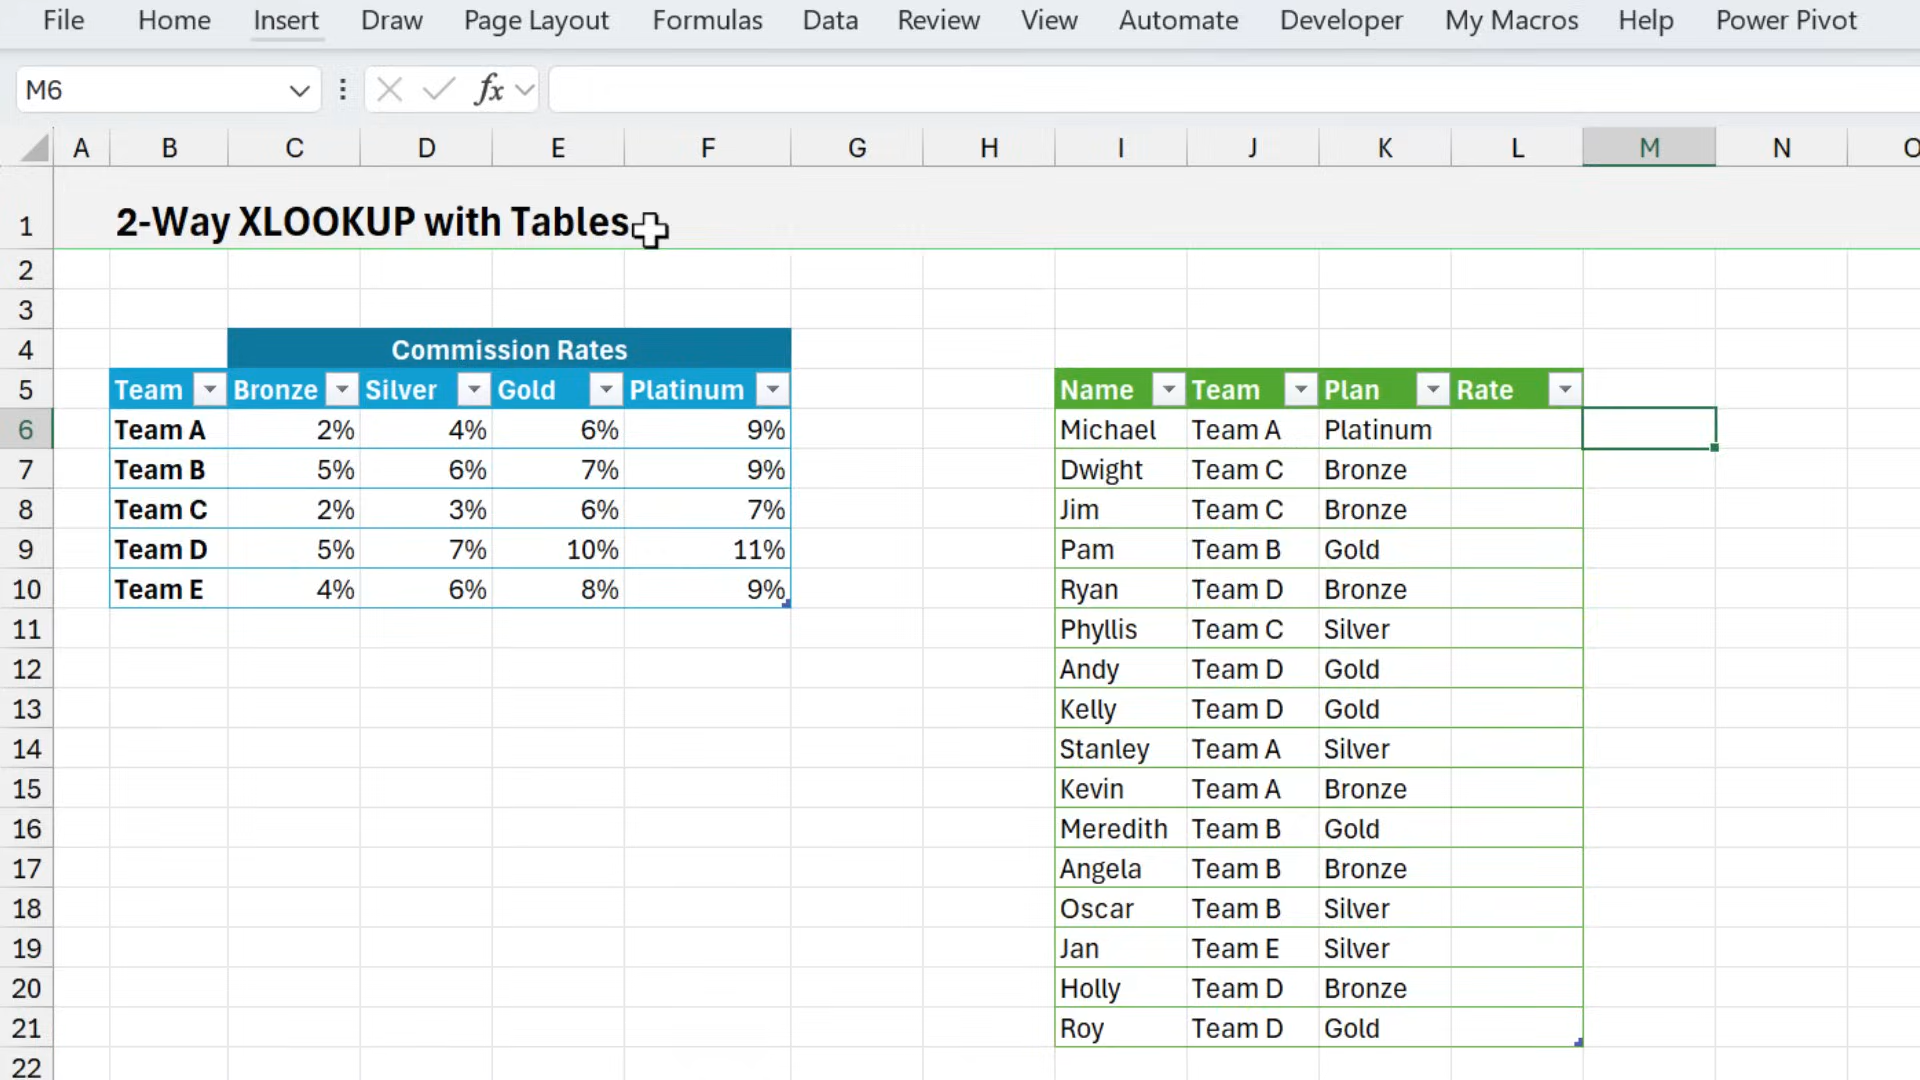 File Home Insert Draw Page Layout Formulas Data Review View Automate Developer My Macros Help Power Pivot
M6 fx
A B C D E F G H I J K L M N O
1 2-Way XLOOKUP with Tables
2
3
4 Commission Rates
5 Team Bronze Silver Gold Platinum Name Team Plan Rate
6 Team A 2% 4% 6% 9% Michael Team A Platinum
7 Team B 5% 6% 7% 9% Dwight Team C Bronze
8 Team C 2% 3% 6% 7% Jim Team C Bronze
9 Team D 5% 7% 10% 11% Pam Team B Gold
10 Team E 4% 6% 8% 9% Ryan Team D Bronze
11 Phyllis Team C Silver
12 Andy Team D Gold
13 Kelly Team D Gold
14 Stanley Team A Silver
15 Kevin Team A Bronze
16 Meredith Team B Gold
17 Angela Team B Bronze
18 Oscar Team B Silver
19 Jan Team E Silver
20 Holly Team D Bronze
21 Roy Team D Gold
22